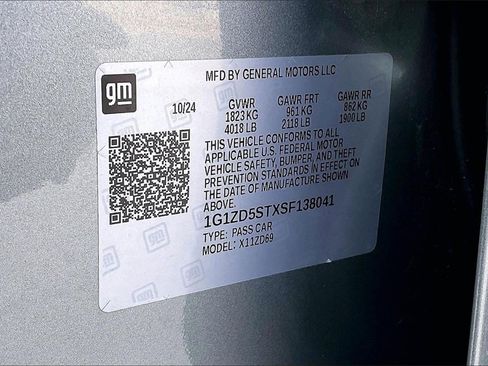 gm
MFD BY GENERAL MOTORS LLC
10/24 GVWR GAWR FRT GAWR RR
1823 KG 961 KG 862 KG
4018 LB 2118 LB 1900 LB
THIS VEHICLE CONFORMS TO ALL
APPLICABLE U.S. FEDERAL MOTOR
VEHICLE SAFETY, BUMPER, AND THEFT
PREVENTION STANDARDS IN EFFECT ON
THE DATE OF MANUFACTURE SHOWN
ABOVE.
1G1ZD5STXSF138041
TYPE: PASS CAR
MODEL: X11ZD69